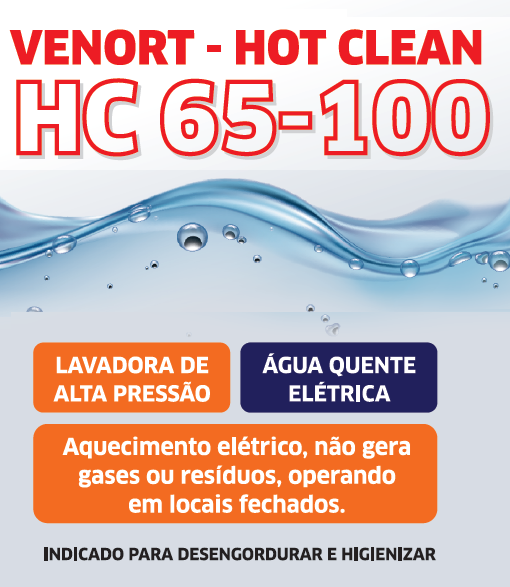 VENORT - HOT CLEAN
HC 65-100
LAVADORA DE
ALTA PRESSÃO
ÁGUA QUENTE
ELÉTRICA
Aquecimento elétrico, não gera
gases ou resíduos, operando
em locais fechados.
INDICADO PARA DESENGORDURAR E HIGIENIZAR